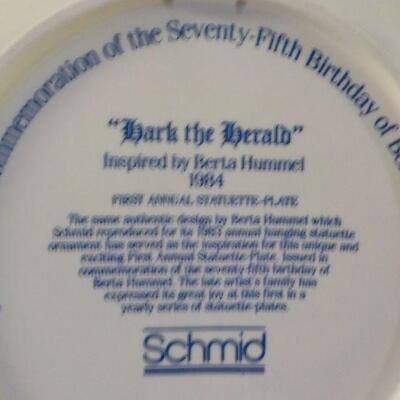 mmemoration of the Seventy-Fifth Birthday of Be
"Hark the Herald"
Inspired by Berta Hummel
1984
FIRST ANNUAL STATUETTE-PLATE
The same authentic design by Berta Hummel which
Schmid reproduced for its 1983 annual hanging statuette
ornament has served as the inspiration for this unique and
exciting First Annual Statuette-Plate. Issued in
commemoration of the seventy-fifth birthday of
Berta Hummel. The late artist's family has
expressed its great joy at this first in a
yearly series of statuette-plates.
Schmid